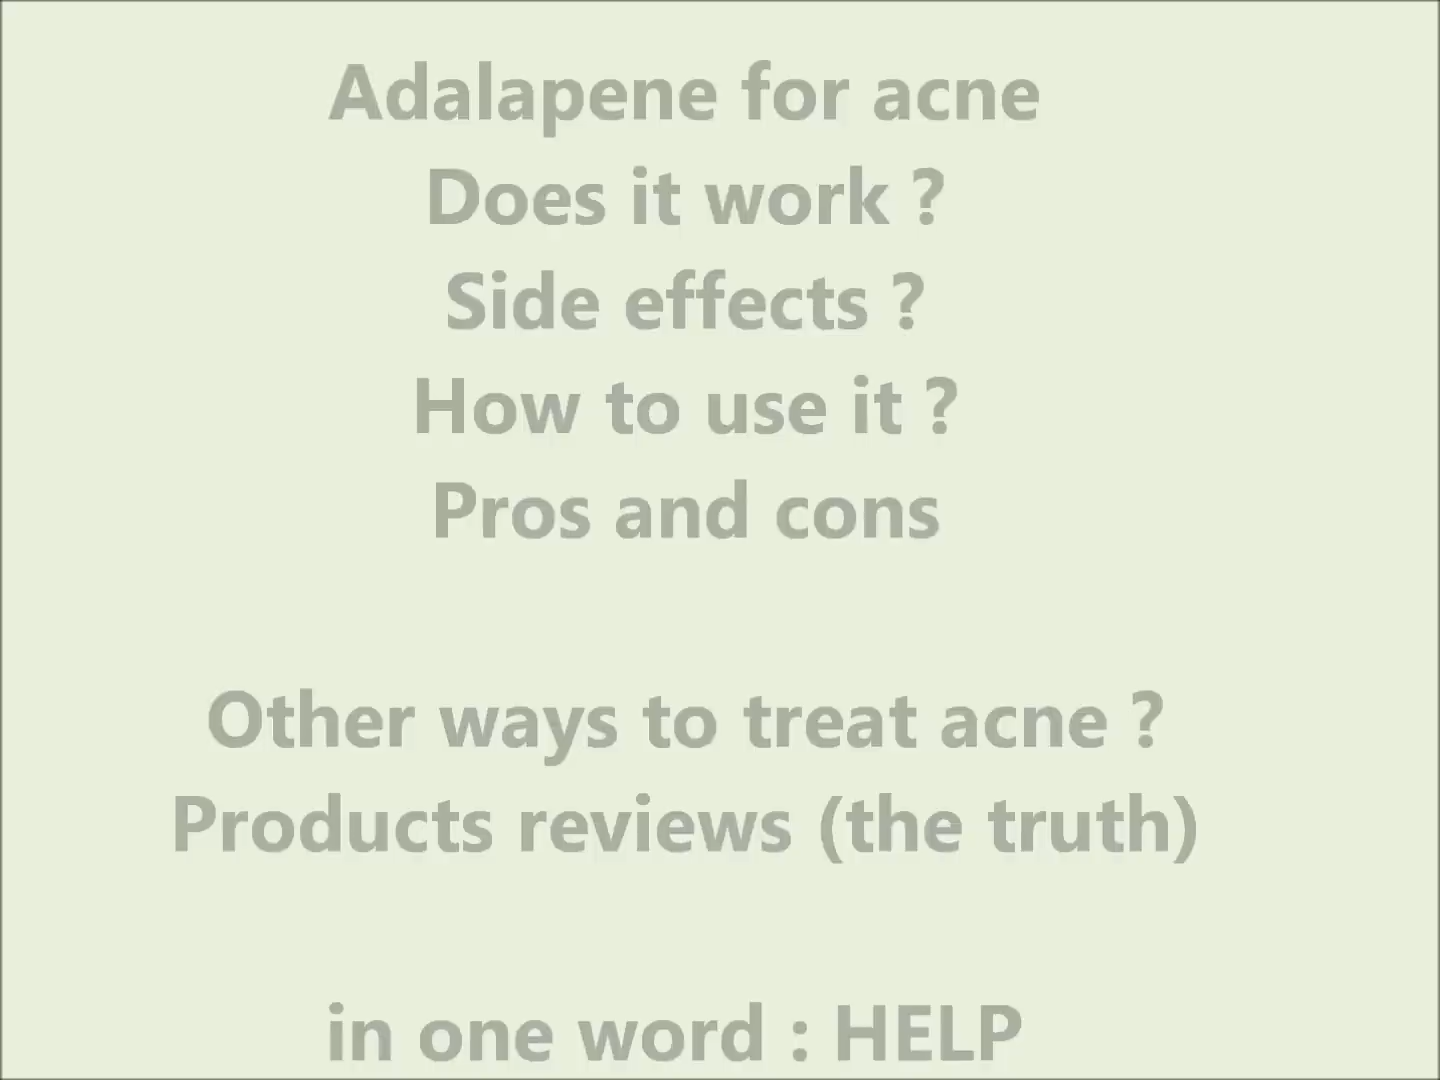 Adalapene for acne
Does it work ?
Side effects ?
How to use it ?
Pros and cons
Other ways to treat acne ?
Products reviews (the truth)
in one word : HELP